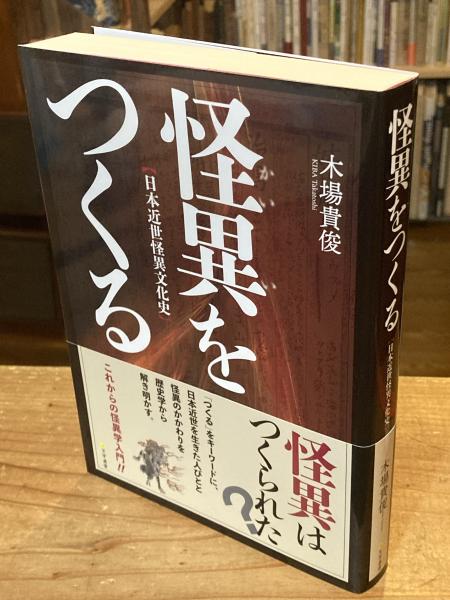 怪異を
つくる
かい い
【日本近世怪異文化史】
木場貴俊
KIBA Takatoshi
怪異は
つくられた?
「つくる」をキーワードに、
日本近世を生きた人びとと
怪異のかかわりを
歴史学から
解き明かす。
これからの怪異学入門!!
怪異をつくる
日本近世怪異文化史
木場貴俊